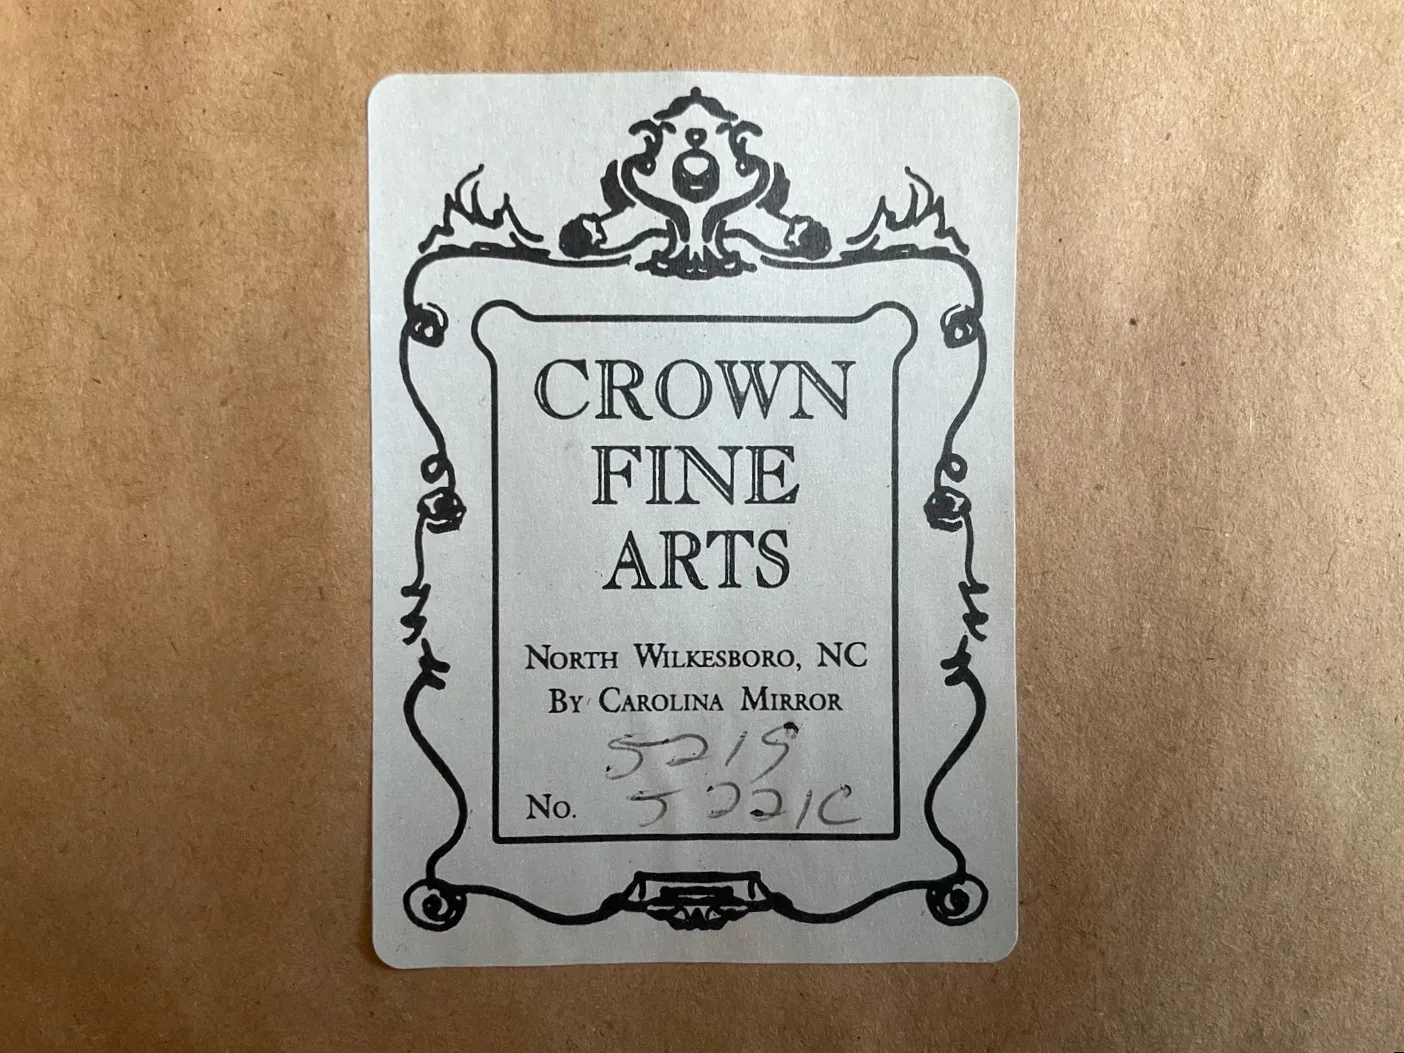 CROWN
FINE
ARTS
NORTH WILKESBORO, NC
BY CAROLINA MIRROR
5219
No. 5221C